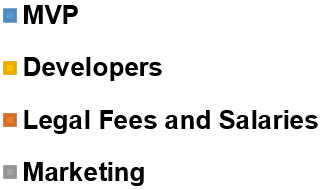 MVP
Developers
Legal Fees and Salaries
Marketing